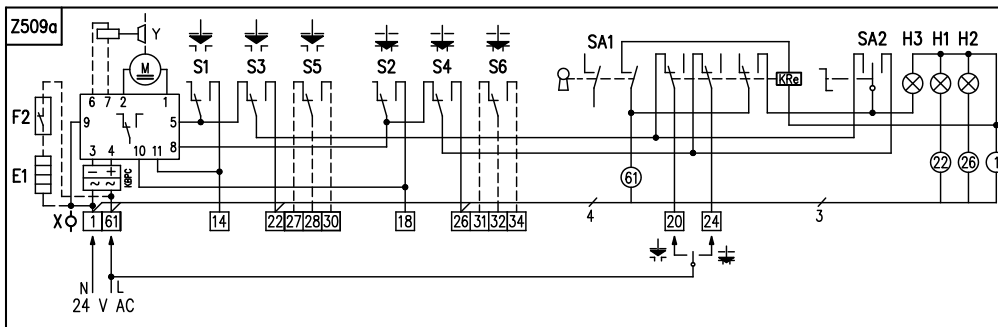 Z509a
Y
M
S1 S3 S5 S2 S4 S6
SA1 KRe SA2 H3 H1 H2
6 7 2 1
F2 9 5
8
3 4 10 11
E1
− +
~ ~
KBPC
61 22 26 1
X 1 61 14 22 27 28 30 18 26 31 32 34 4 20 24 3
N L
24 V AC